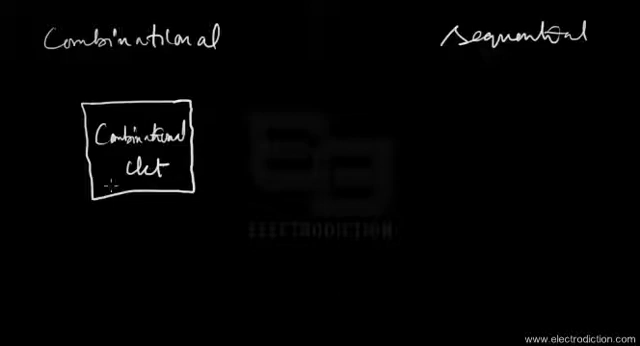 Combinational
Sequential
Combinational
ckt
ELECTRODICTION
www.electrodiction.com